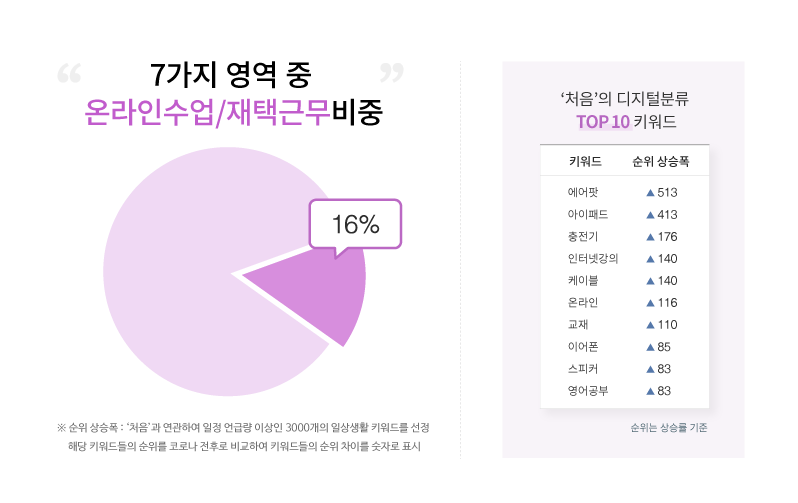 “ 7가지 영역 중 ”
온라인수업/재택근무비중
16%
※ 순위 상승폭 : ‘처음’과 연관하여 일정 언급량 이상인 3000개의 일상생활 키워드를 선정
해당 키워드들의 순위를 코로나 전후로 비교하여 키워드들의 순위 차이를 숫자로 표시
‘처음’의 디지털분류
TOP 10 키워드
키워드 순위 상승폭
에어팟 ▲ 513
아이패드 ▲ 413
충전기 ▲ 176
인터넷강의 ▲ 140
케이블 ▲ 140
온라인 ▲ 116
교재 ▲ 110
이어폰 ▲ 85
스피커 ▲ 83
영어공부 ▲ 83
순위는 상승률 기준